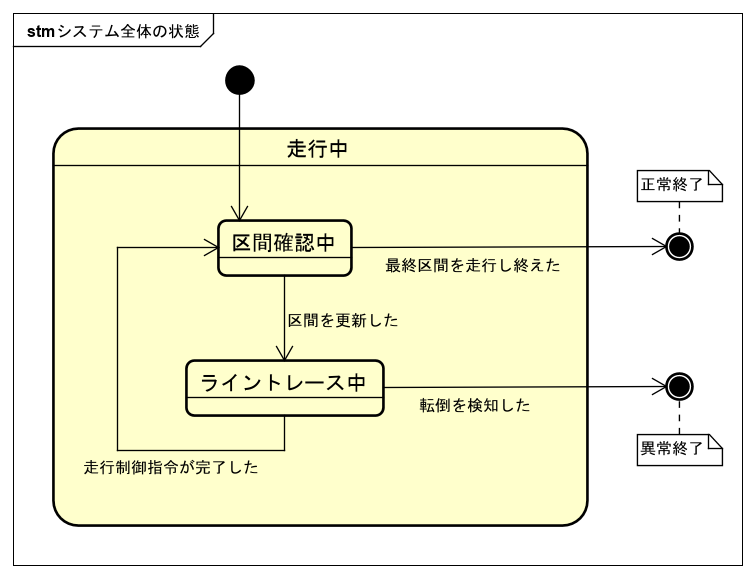 stm システム全体の状態
走行中
正常終了
区間確認中
最終区間を走行し終えた
区間を更新した
ライントレース中
転倒を検知した
異常終了
走行制御指令が完了した